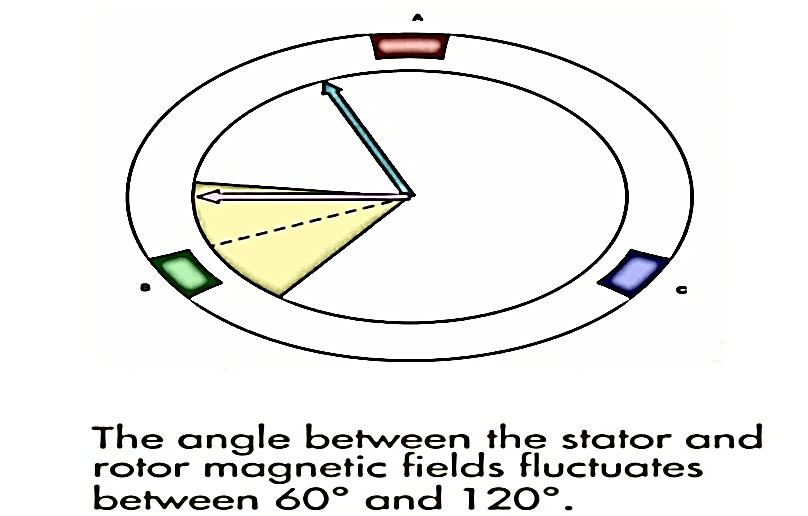 A
B
C
The angle between the stator and
rotor magnetic fields fluctuates
between 60° and 120°.